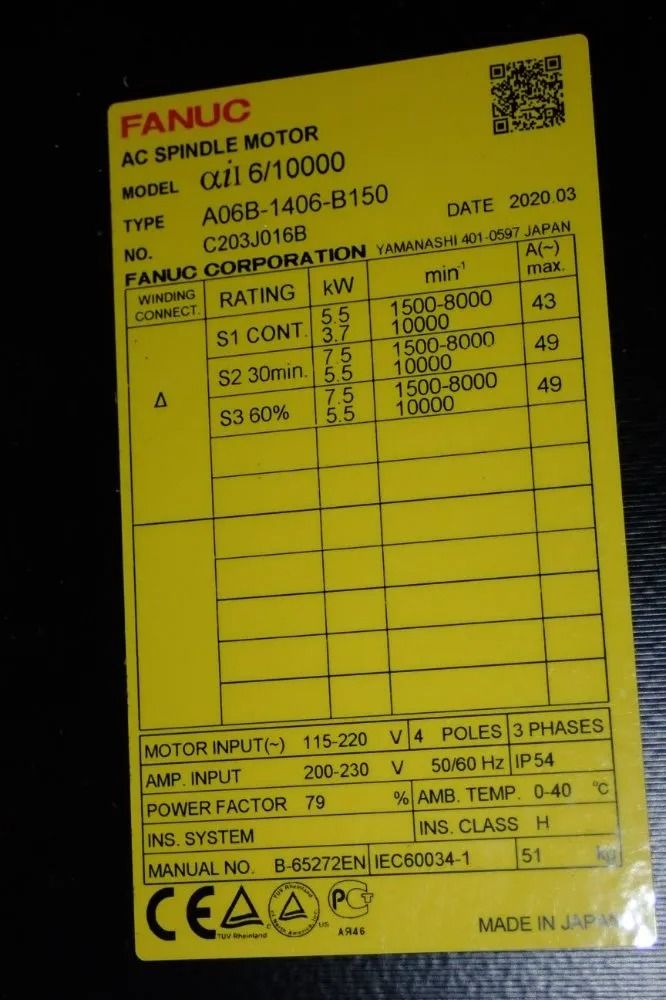 FANUC
AC SPINDLE MOTOR
MODEL αiI 6/10000
TYPE A06B-1406-B150
NO. C203J016B DATE 2020.03
FANUC CORPORATION YAMANASHI 401-0597 JAPAN
WINDING CONNECT. RATING kW min⁻¹ A(~) max.
Δ
S1 CONT. 5.5 1500-8000 43
3.7 10000
S2 30min. 7.5 1500-8000 49
5.5 10000
S3 60% 7.5 1500-8000 49
5.5 10000
MOTOR INPUT(~) 115-220 V 4 POLES 3 PHASES
AMP. INPUT 200-230 V 50/60 Hz IP54
POWER FACTOR 79 % AMB. TEMP. 0-40 °C
INS. SYSTEM INS. CLASS H
MANUAL NO. B-65272EN IEC60034-1 51 kg
CE
TÜV Rheinland
C US
РСТ
АЯ46
MADE IN JAPAN